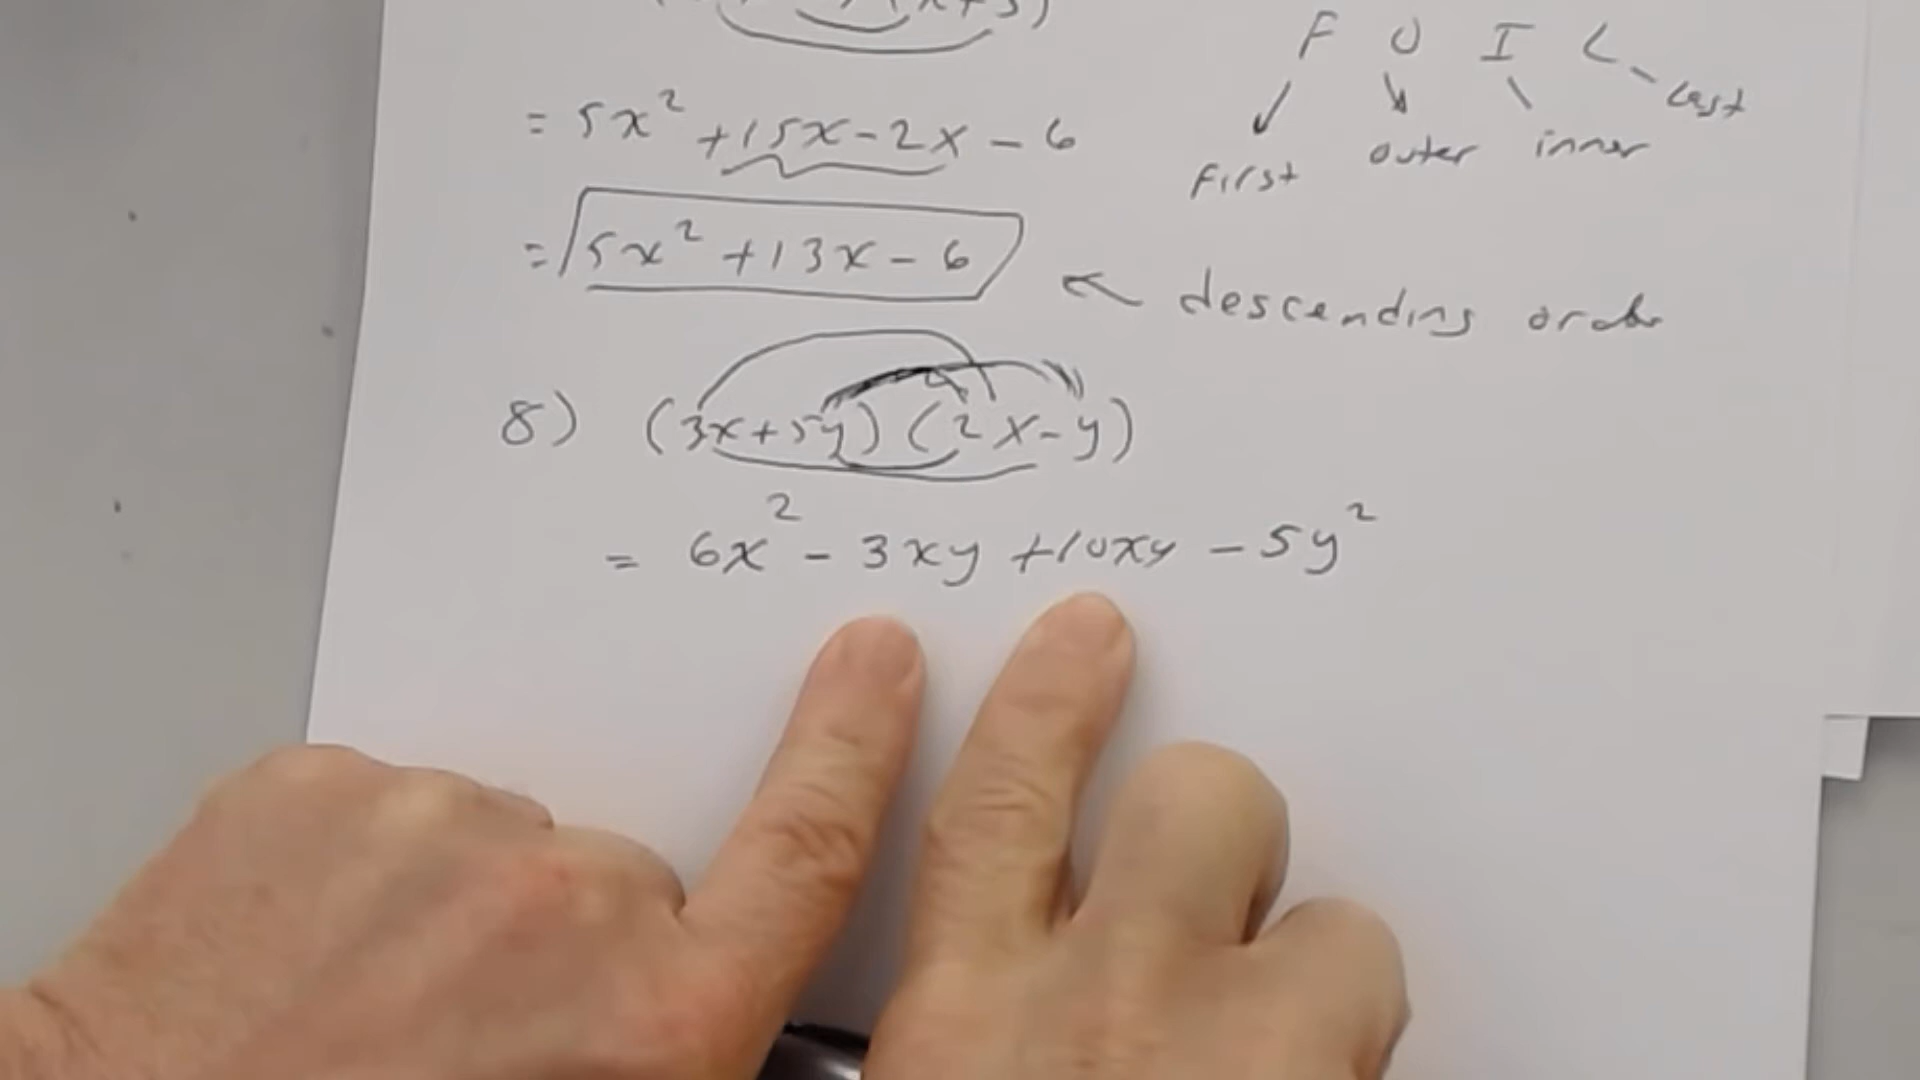 x+3)
F O I L
last
= 5x² +15x-2x - 6
First outer inner
= 5x² +13x - 6
descending order
8) (3x+5y) (2x-y)
= 6x² - 3xy +10xy - 5y²